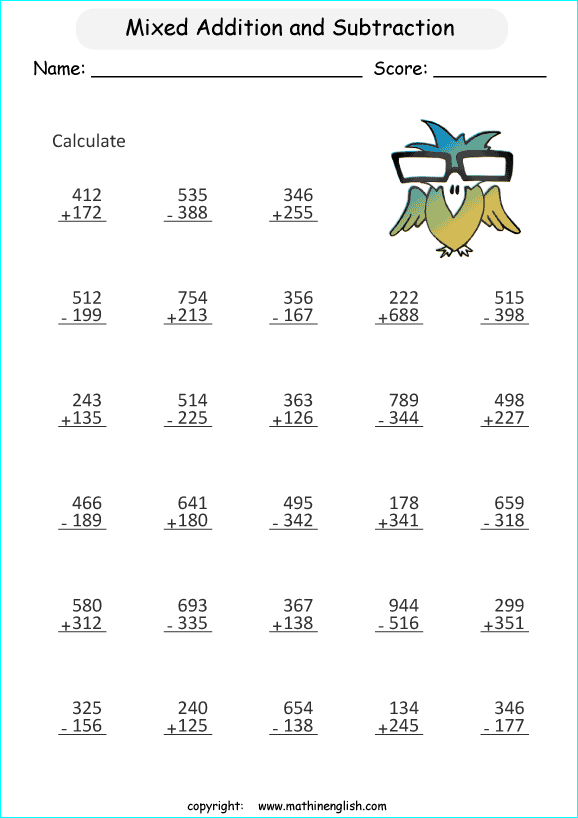 Mixed Addition and Subtraction
Name: ____________________ Score: __________
Calculate
412 535 346
+172 - 388 +255
512 754 356 222 515
- 199 +213 - 167 +688 - 398
243 514 363 789 498
+135 - 225 +126 - 344 +227
466 641 495 178 659
- 189 +180 - 342 +341 - 318
580 693 367 944 299
+312 - 335 +138 - 516 +351
325 240 654 134 346
- 156 +125 - 138 +245 - 177
copyright: www.mathinenglish.com